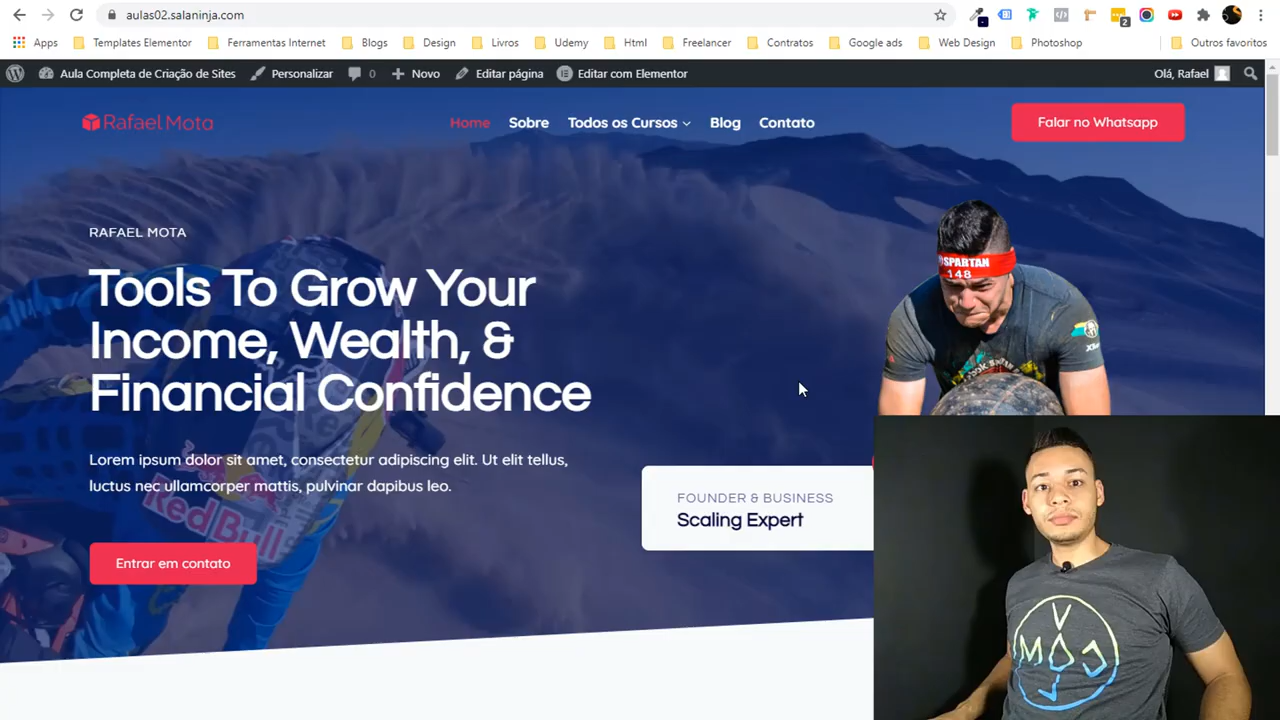 aulas02.salaninja.com
2
Apps Templates Elementor Ferramentas Internet Blogs Design Livros Udemy Html Freelancer Contratos Google ads Web Design Photoshop Outros favoritos
Aula Completa de Criação de Sites Personalizar 0 Novo Editar página Editar com Elementor Olá, Rafael
Rafael Mota Home Sobre Todos os Cursos Blog Contato Falar no Whatsapp
RAFAEL MOTA
Tools To Grow Your
Income, Wealth, &
Financial Confidence
Lorem ipsum dolor sit amet, consectetur adipiscing elit. Ut elit tellus,
luctus nec ullamcorper mattis, pulvinar dapibus leo.
Entrar em contato
Red Bull
SPARTAN
148
FOUNDER & BUSINESS
Scaling Expert